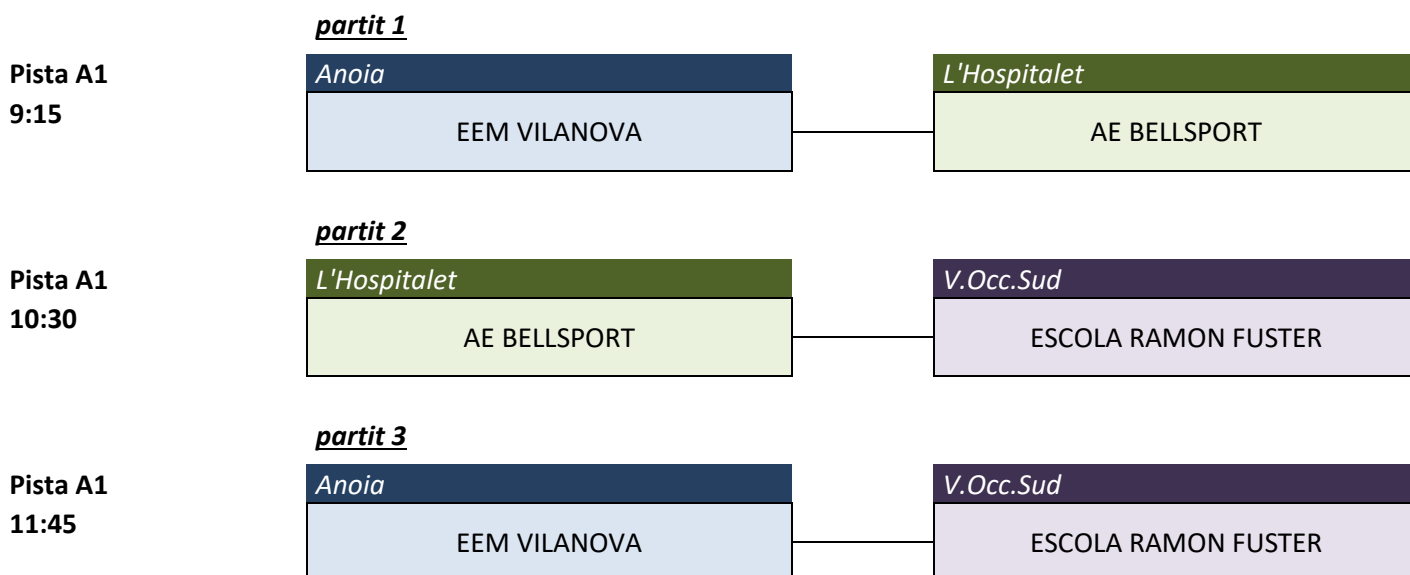 partit 1
Pista A1
Anoia
L'Hospitalet
9:15
EEM VILANOVA
AE BELLSPORT
partit 2
Pista A1
L'Hospitalet
V.Occ.Sud
10:30
AE BELLSPORT
ESCOLA RAMON FUSTER
partit 3
Pista A1
Anoia
V.Occ.Sud
11:45
EEM VILANOVA
ESCOLA RAMON FUSTER